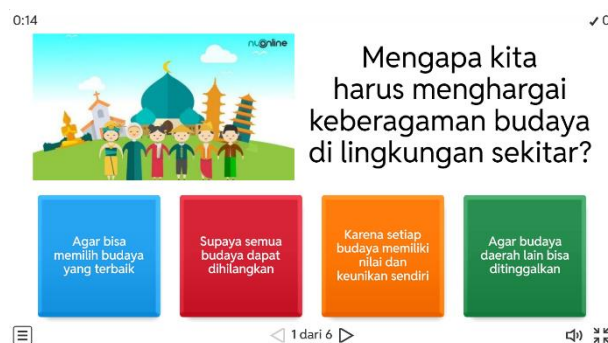 0:14
✓ 0
nuonline
Mengapa kita
harus menghargai
keberagaman budaya
di lingkungan sekitar?
Agar bisa
memilih budaya
yang terbaik
Supaya semua
budaya dapat
dihilangkan
Karena setiap
budaya memiliki
nilai dan
keunikan sendiri
Agar budaya
daerah lain bisa
ditinggalkan
1 dari 6